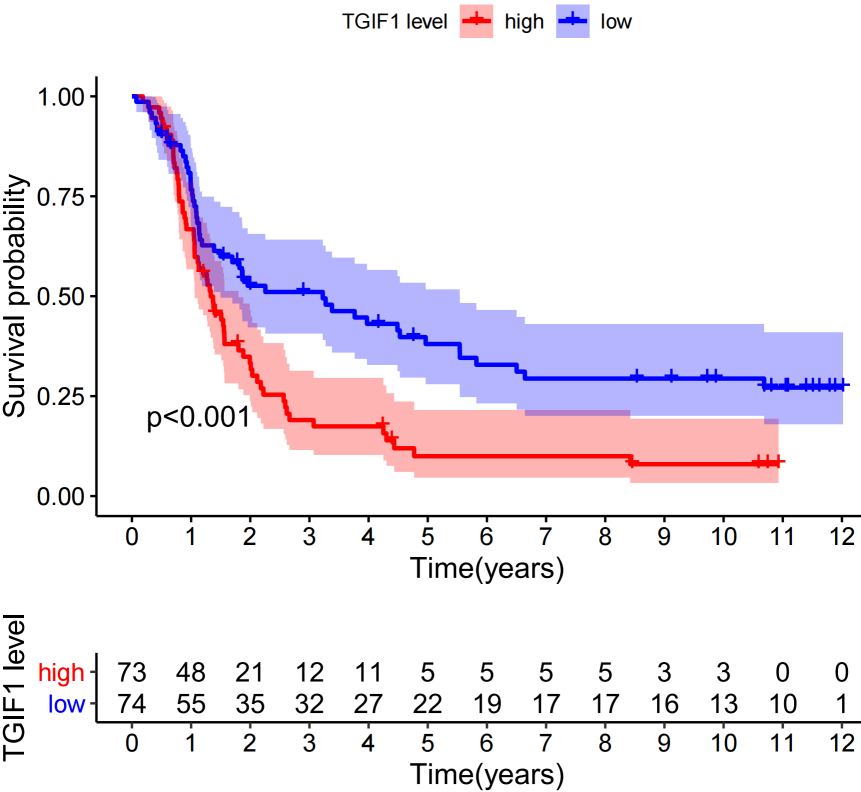 TGIF1 level high low
Survival probability
1.00
0.75
0.50
0.25
0.00
p<0.001
0 1 2 3 4 5 6 7 8 9 10 11 12
Time(years)
TGIF1 level
high 73 48 21 12 11 5 5 5 5 3 3 0 0
low 74 55 35 32 27 22 19 17 17 16 13 10 1
0 1 2 3 4 5 6 7 8 9 10 11 12
Time(years)